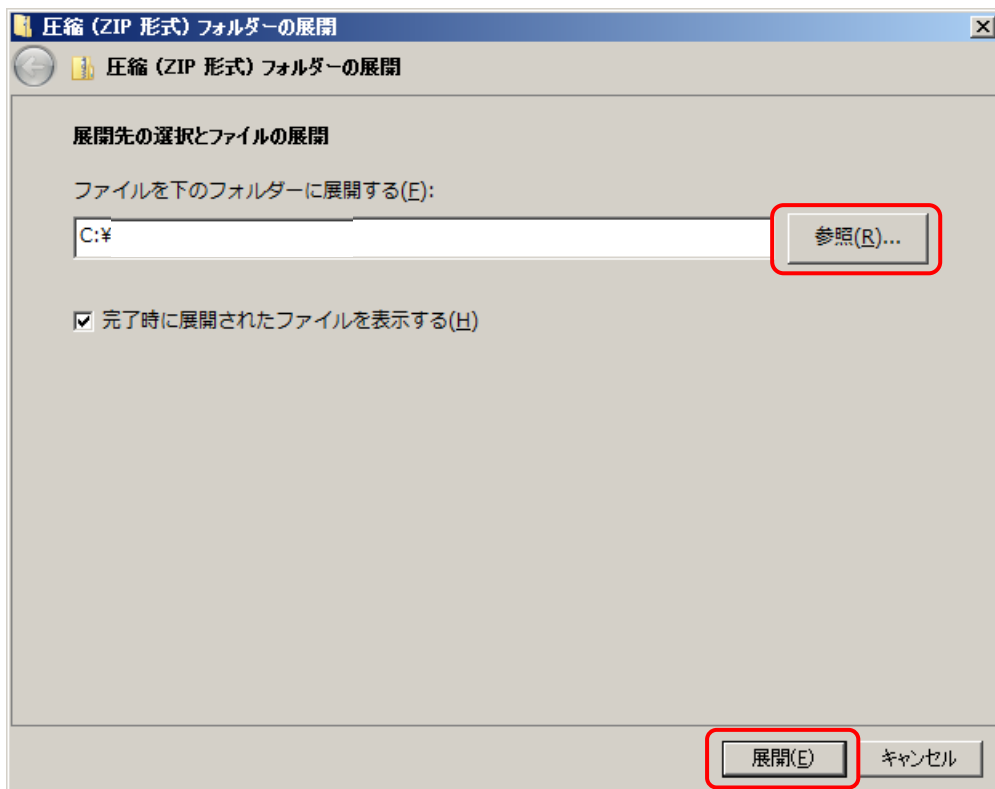 圧縮 (ZIP 形式) フォルダーの展開
圧縮 (ZIP 形式) フォルダーの展開
展開先の選択とファイルの展開
ファイルを下のフォルダーに展開する(F):
C:¥
参照(R)...
完了時に展開されたファイルを表示する(H)
展開(E)
キャンセル